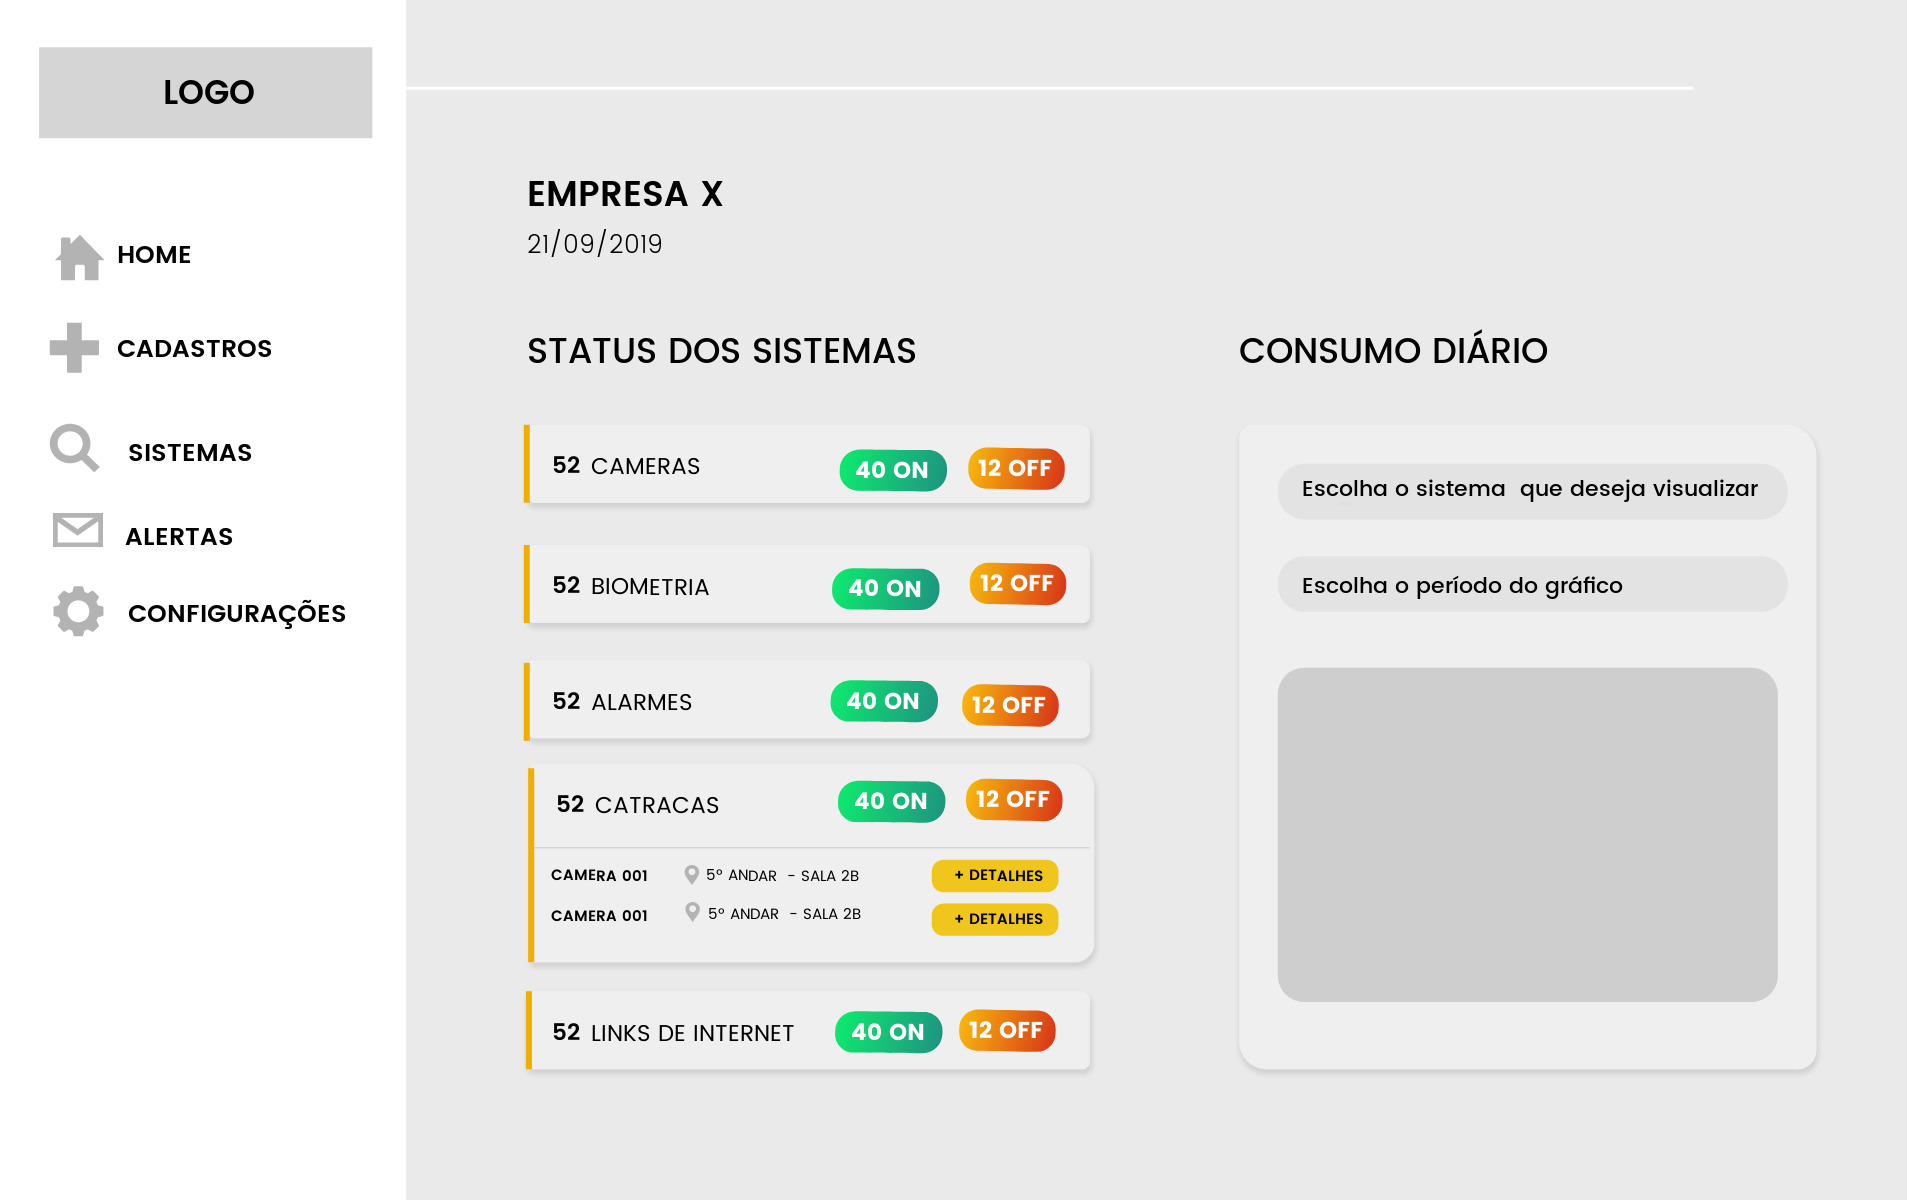 LOGO
HOME
CADASTROS
SISTEMAS
ALERTAS
CONFIGURAÇÕES
EMPRESA X
21/09/2019
STATUS DOS SISTEMAS
52 CAMERAS 40 ON 12 OFF
52 BIOMETRIA 40 ON 12 OFF
52 ALARMES 40 ON 12 OFF
52 CATRACAS 40 ON 12 OFF
CAMERA 001 5º ANDAR - SALA 2B + DETALHES
CAMERA 001 5º ANDAR - SALA 2B + DETALHES
52 LINKS DE INTERNET 40 ON 12 OFF
CONSUMO DIÁRIO
Escolha o sistema que deseja visualizar
Escolha o período do gráfico